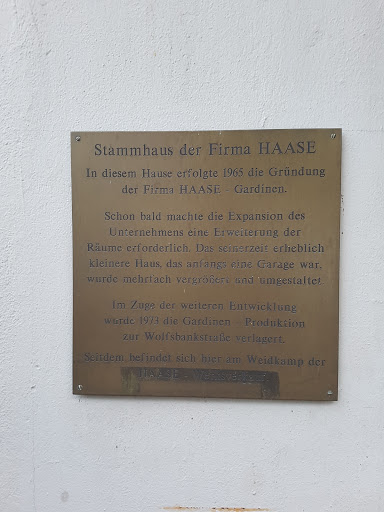 Stammhaus der Firma HAASE
In diesem Hause erfolgte 1965 die Gründung
der Firma HAASE - Gardinen.
Schon bald machte die Expansion des
Unternehmens eine Erweiterung der
Räume erforderlich. Das seinerzeit erheblich
kleinere Haus, das anfangs eine Garage war,
wurde mehrfach vergrößert und umgestaltet.
Im Zuge der weiteren Entwicklung
wurde 1973 die Gardinen - Produktion
zur Wolfsbankstraße verlagert.
Seitdem befindet sich hier am Weidkamp der